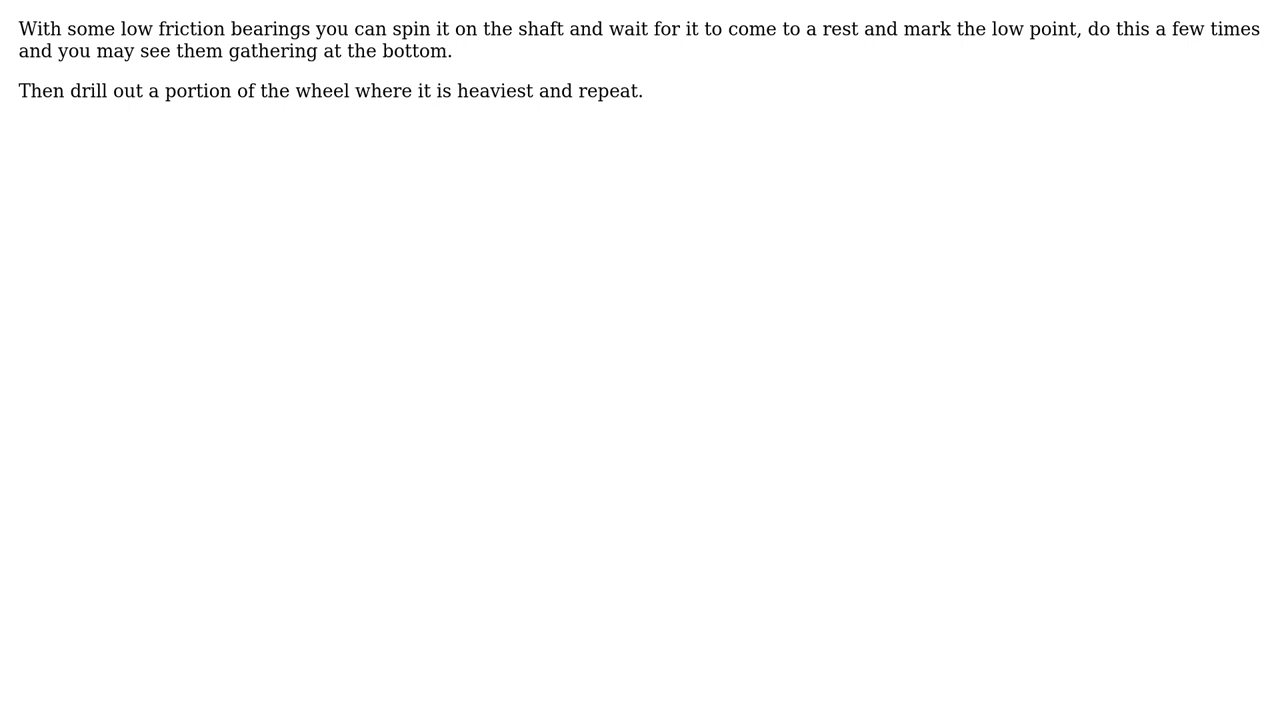 With some low friction bearings you can spin it on the shaft and wait for it to come to a rest and mark the low point, do this a few times
and you may see them gathering at the bottom.
Then drill out a portion of the wheel where it is heaviest and repeat.